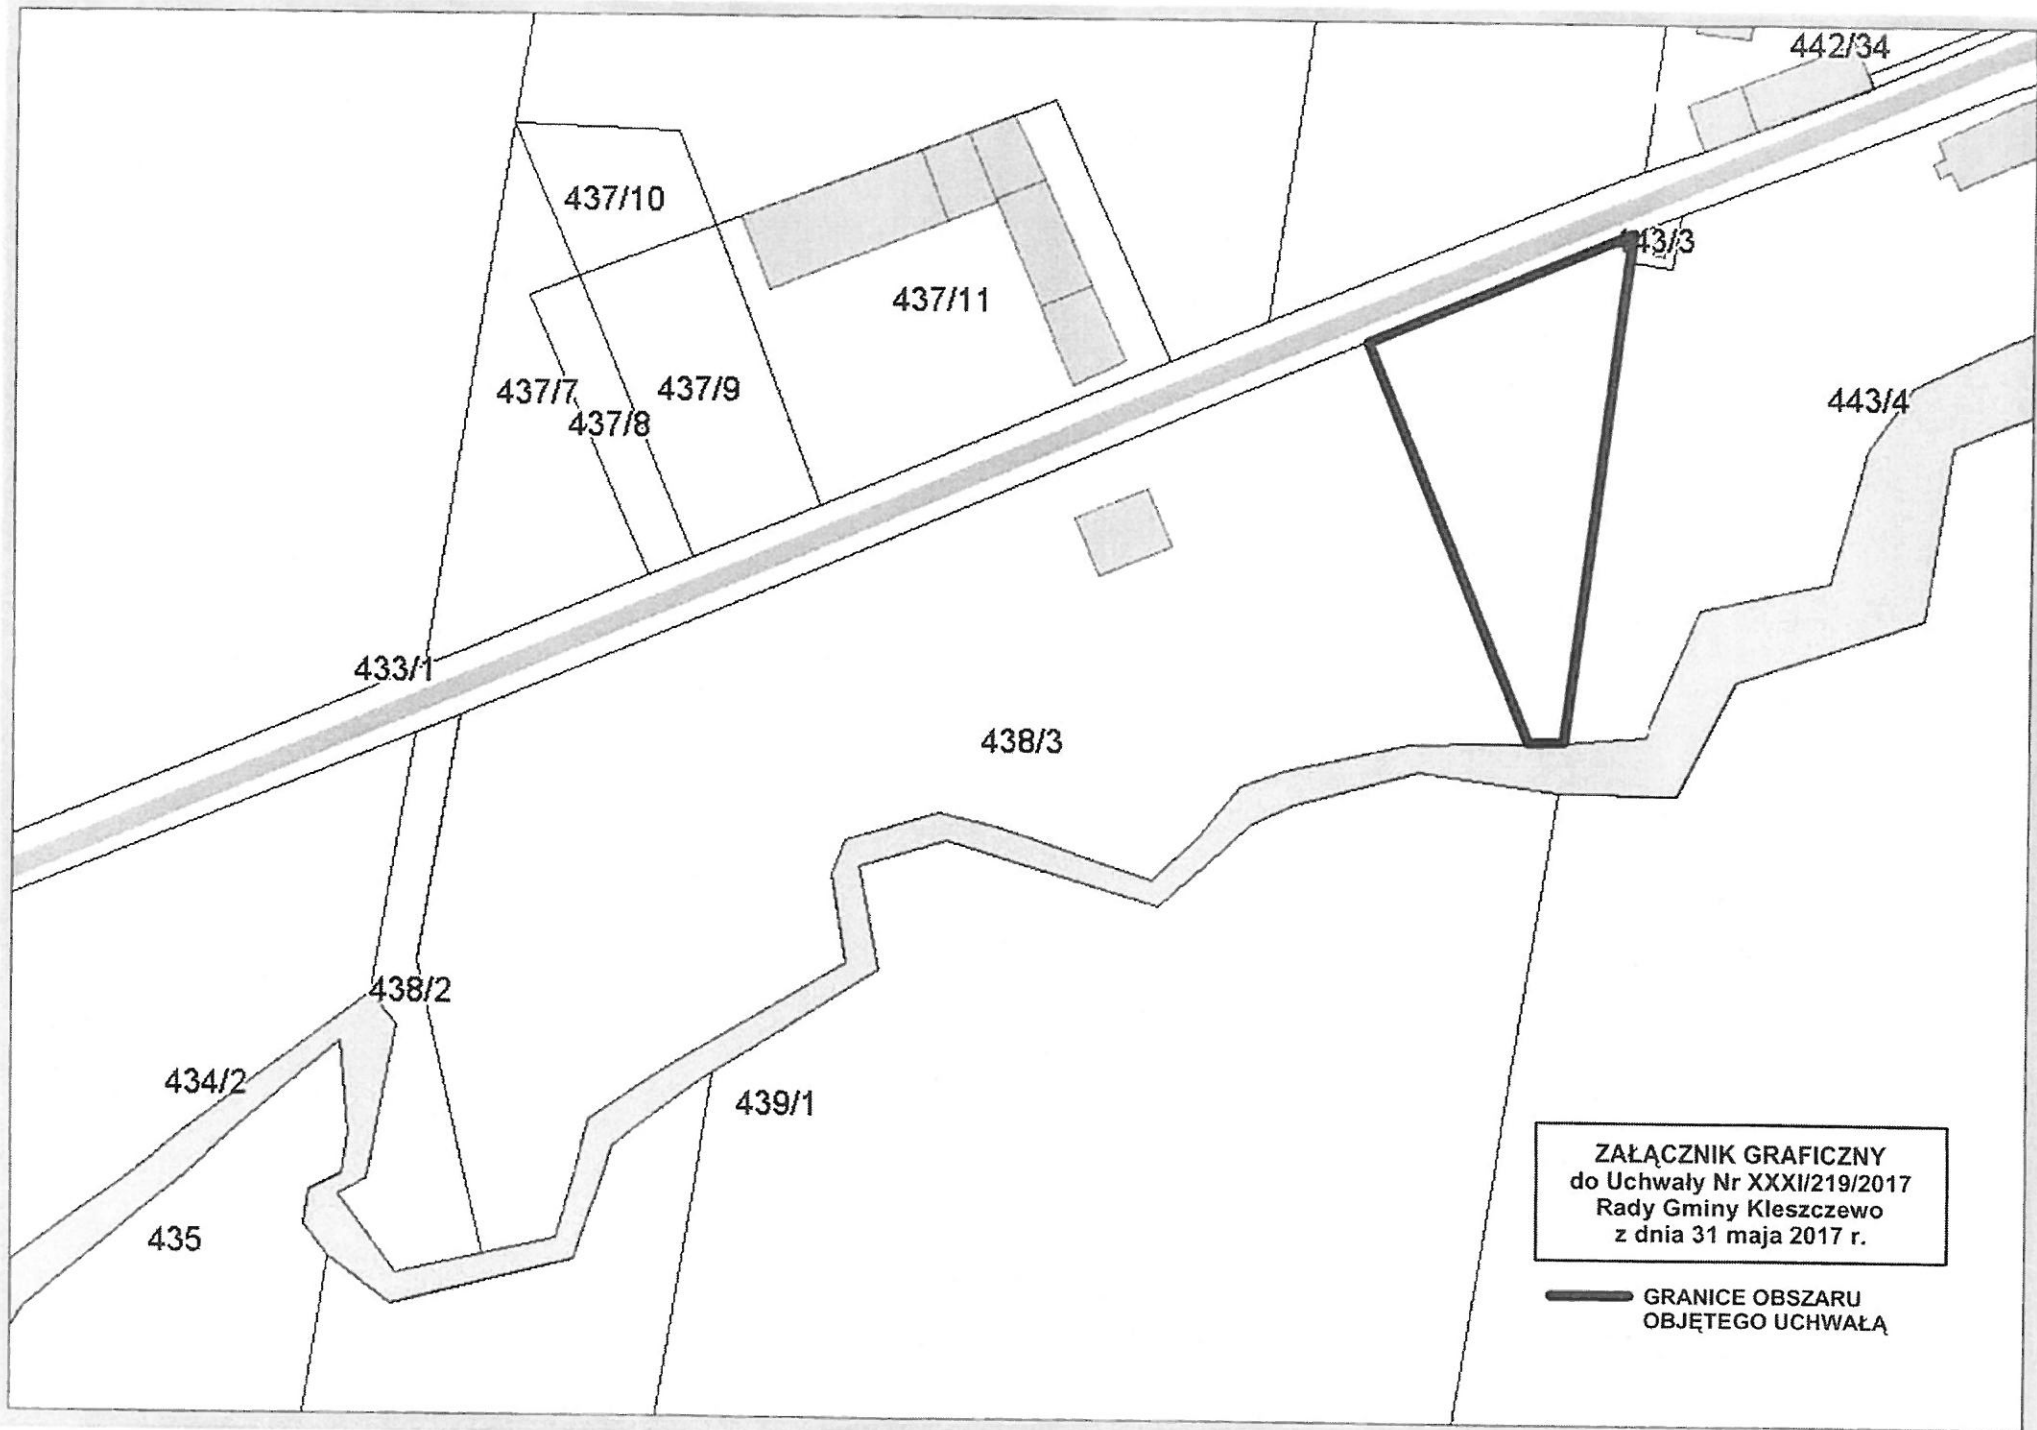 442/34
437/10
443/3
437/11
437/7
437/9
437/8
443/4
433/1
438/3
438/2
434/2
439/1
435
ZAŁĄCZNIK GRAFICZNY
do Uchwały Nr XXXI/219/2017
Rady Gminy Kleszczewo
z dnia 31 maja 2017 r.
GRANICE OBSZARU
OBJĘTEGO UCHWAŁĄ